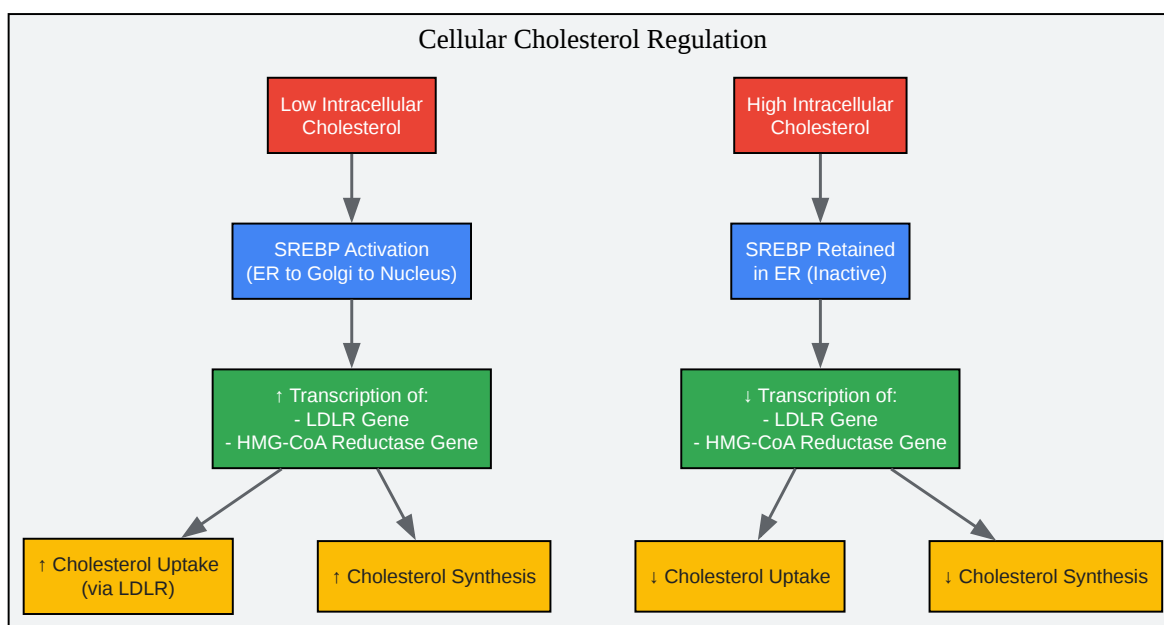 Cellular Cholesterol Regulation
Low Intracellular
Cholesterol
High Intracellular
Cholesterol
SREBP Activation
(ER to Golgi to Nucleus)
SREBP Retained
in ER (Inactive)
↑ Transcription of:
- LDLR Gene
- HMG-CoA Reductase Gene
↓ Transcription of:
- LDLR Gene
- HMG-CoA Reductase Gene
↑ Cholesterol Uptake
(via LDLR)
↑ Cholesterol Synthesis
↓ Cholesterol Uptake
↓ Cholesterol Synthesis